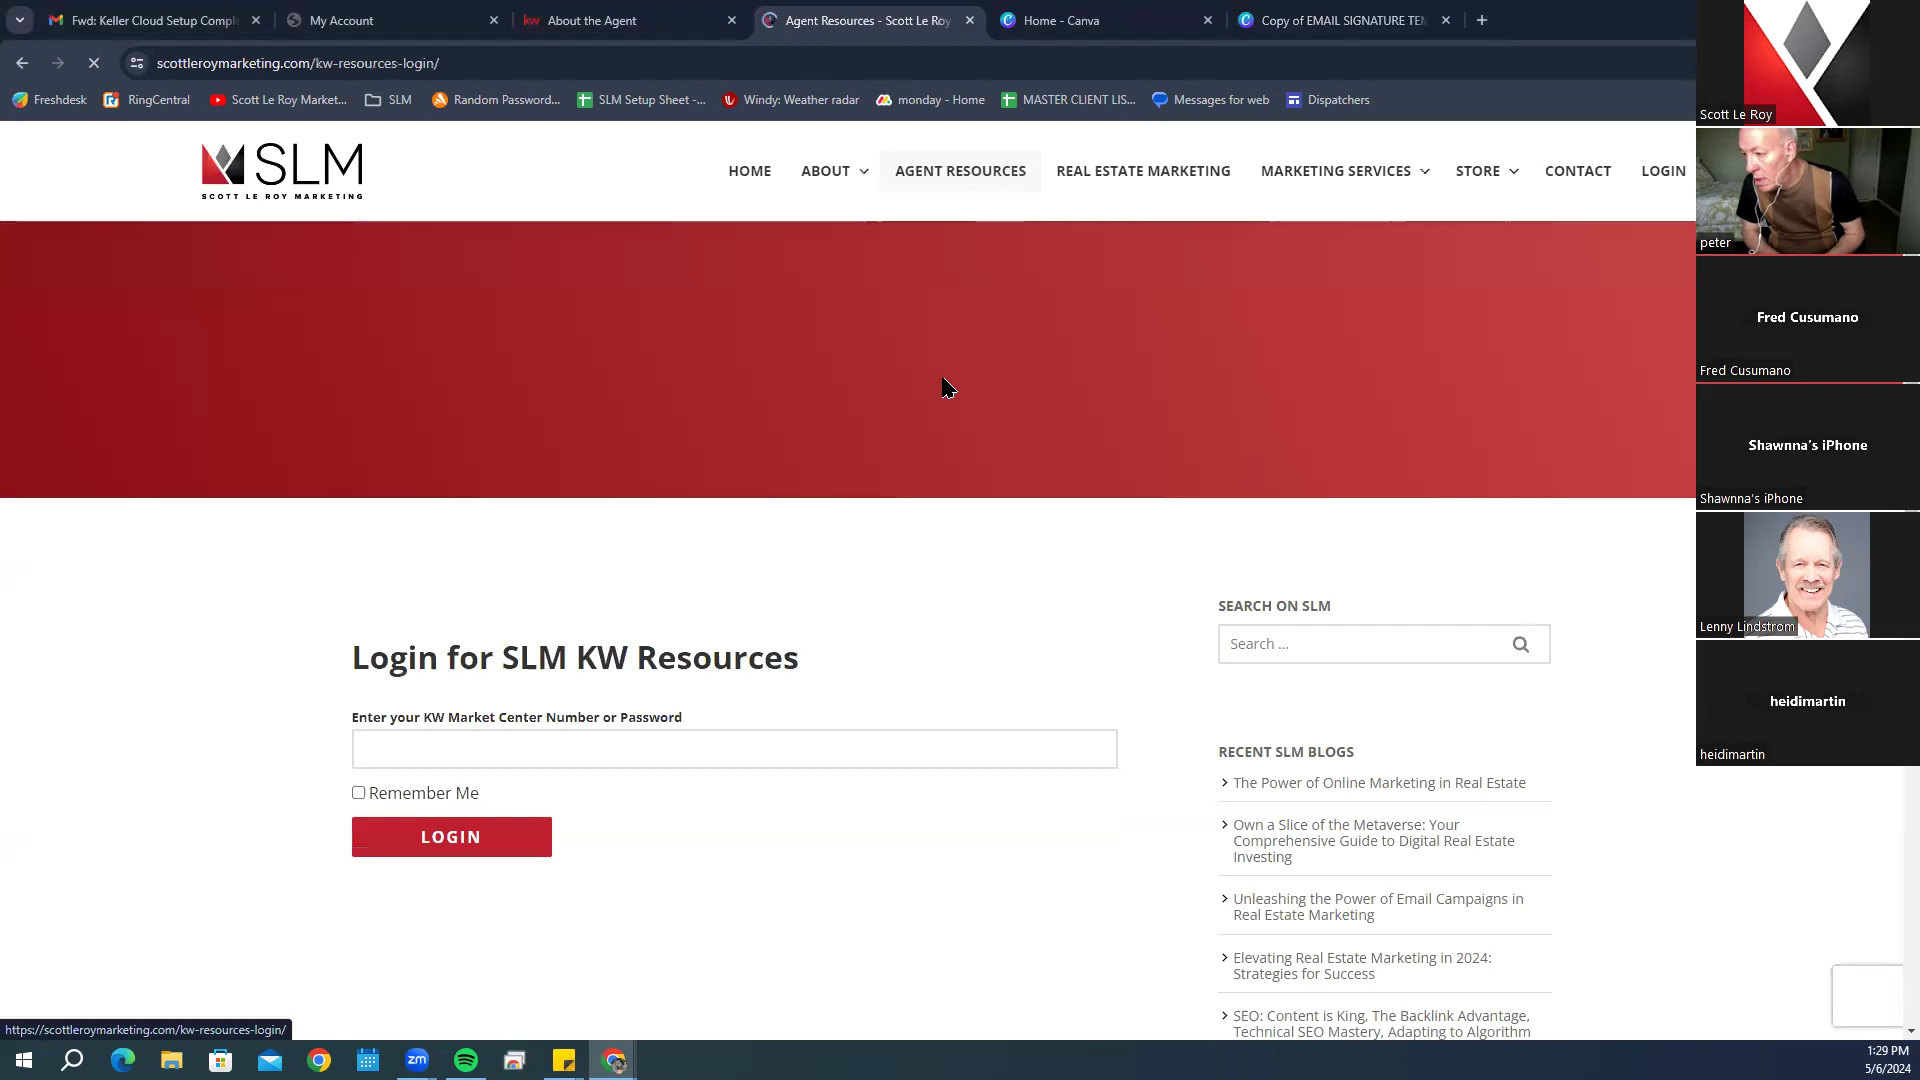 Fwd: Keller Cloud Setup Compl
My Account
kw About the Agent
Agent Resources - Scott Le Roy
Home - Canva
Copy of EMAIL SIGNATURE TEM
scottleroymarketing.com/kw-resources-login/
Freshdesk
RingCentral
Scott Le Roy Market...
SLM
Random Password...
SLM Setup Sheet -...
Windy: Weather radar
monday - Home
MASTER CLIENT LIS...
Messages for web
Dispatchers
SLM
SCOTT LE ROY MARKETING
HOME
ABOUT
AGENT RESOURCES
REAL ESTATE MARKETING
MARKETING SERVICES
STORE
CONTACT
LOGIN
Scott Le Roy
peter
Fred Cusumano
Fred Cusumano
Shawnna's iPhone
Shawnna's iPhone
Lenny Lindstrom
heidimartin
heidimartin
Login for SLM KW Resources
Enter your KW Market Center Number or Password
Remember Me
LOGIN
SEARCH ON SLM
Search ...
RECENT SLM BLOGS
The Power of Online Marketing in Real Estate
Own a Slice of the Metaverse: Your
Comprehensive Guide to Digital Real Estate
Investing
Unleashing the Power of Email Campaigns in
Real Estate Marketing
Elevating Real Estate Marketing in 2024:
Strategies for Success
SEO: Content is King, The Backlink Advantage,
Technical SEO Mastery, Adapting to Algorithm
https://scottleroymarketing.com/kw-resources-login/
zm
1:29 PM
5/6/2024